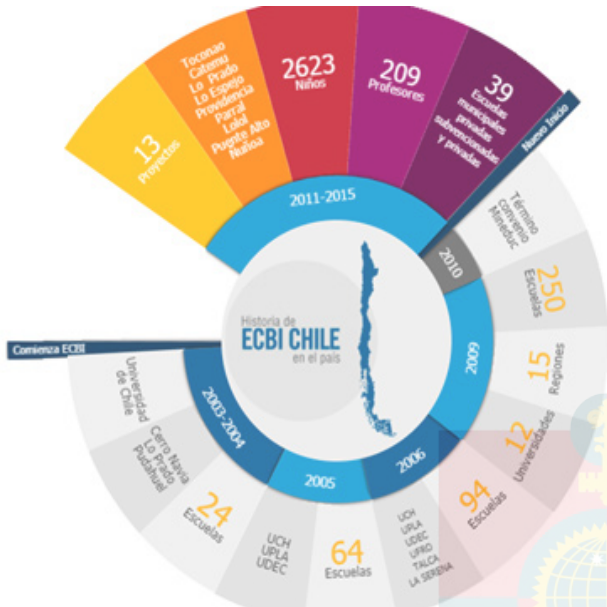 Historia de
ECBI CHILE
en el país
Comienza ECBI
2003-2004
Universidad
de Chile
Cerro Navia
Lo Prado
Pudahuel
24
Escuelas
2005
UCH
UPLA
UDEC
64
Escuelas
2006
UCH
UPLA
UDEC
UFRO
TALCA
LA SERENA
94
Escuelas
2009
12
Universidades
15
Regiones
250
Escuelas
2010
Término
convenio
Mineduc
Nuevo Inicio
2011-2015
13
Proyectos
Toconao
Catemu
Lo Prado
Lo Espejo
Providencia
Parral
Lolol
Puente Alto
Nuñoa
2623
Niños
209
Profesores
39
Escuelas
municipales
privadas
subvencionadas
y privadas